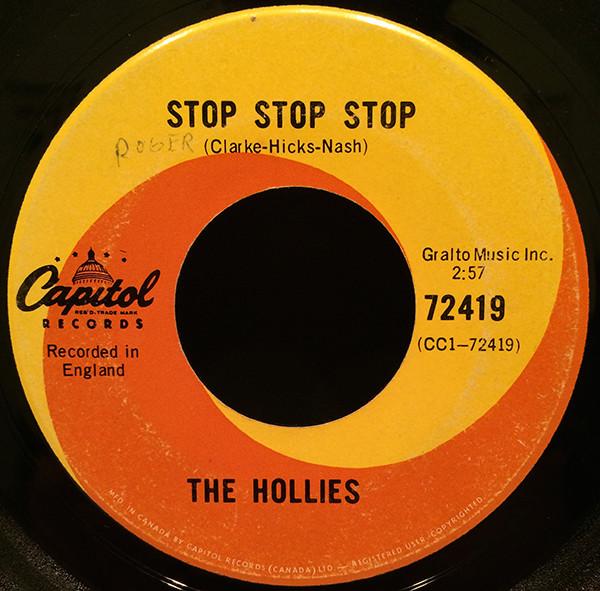 STOP STOP STOP
ROGER
(Clarke-Hicks-Nash)
Gralto Music Inc.
2:57
72419
(CC1—72419)
Capitol
REG'D. TRADE MARK
RECORDS
Recorded in
England
THE HOLLIES
MFD. IN CANADA BY CAPITOL RECORDS (CANADA) LTD. — REGISTERED USER. COPYRIGHTED.